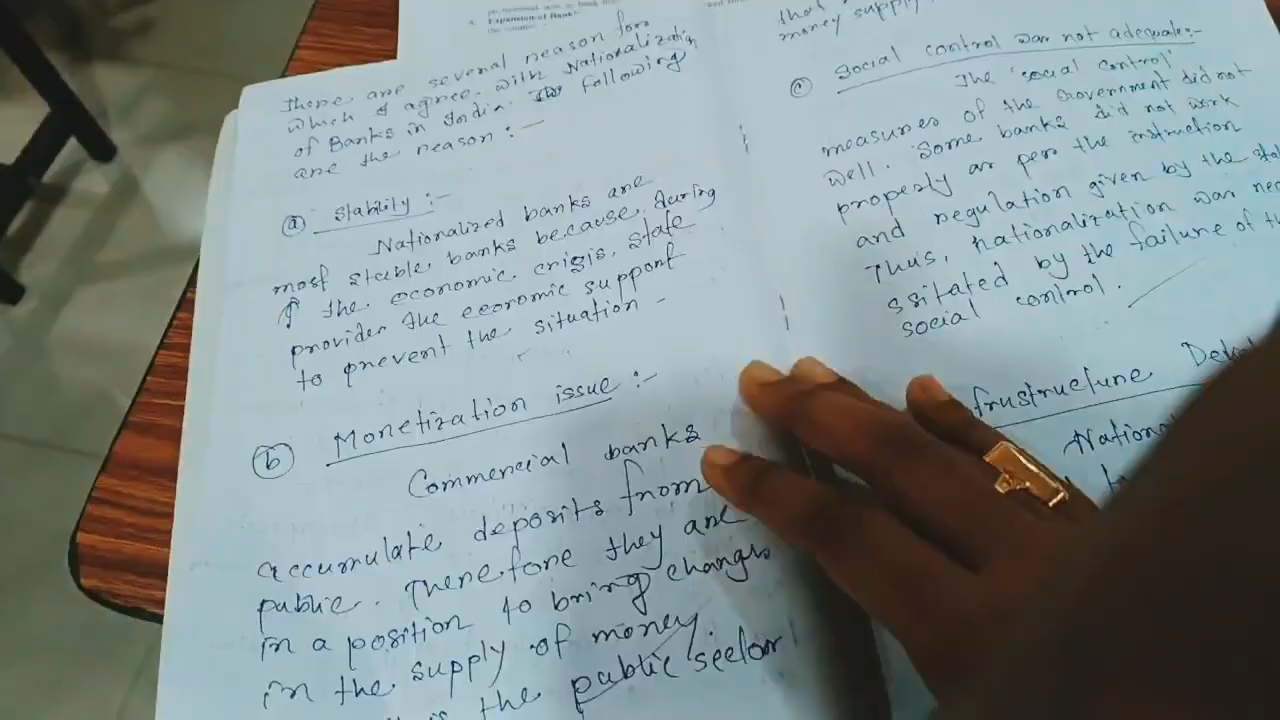 Expansion of Banks
There are several reason for
which I agree with Nationalization
of Banks in India. The following
are the reason :-
(a) Stability :-
Nationalized banks are
most stable banks because during
the economic crisis, state
provides the economic support
to prevent the situation -
(b) Monetization issue :-
Commercial banks
accumulate deposits from
public. Therefore they are
in a position to bring changes
in the supply of money.
the public sector
that
money supply.
(c) Social control was not adequate:-
The 'social control'
measures of the Government did not
well. Some banks did not work
properly as per the instruction
and regulation given by the
Thus, nationalization was nece
ssitated by the failure of
social control.
frustructure